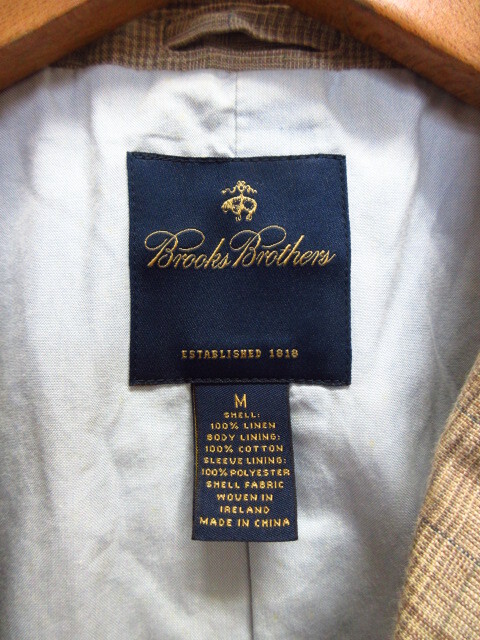 Brooks Brothers
ESTABLISHED 1818
M
SHELL:
100% LINEN
BODY LINING:
100% COTTON
SLEEVE LINING:
100% POLYESTER
SHELL FABRIC
WOVEN IN
IRELAND
MADE IN CHINA